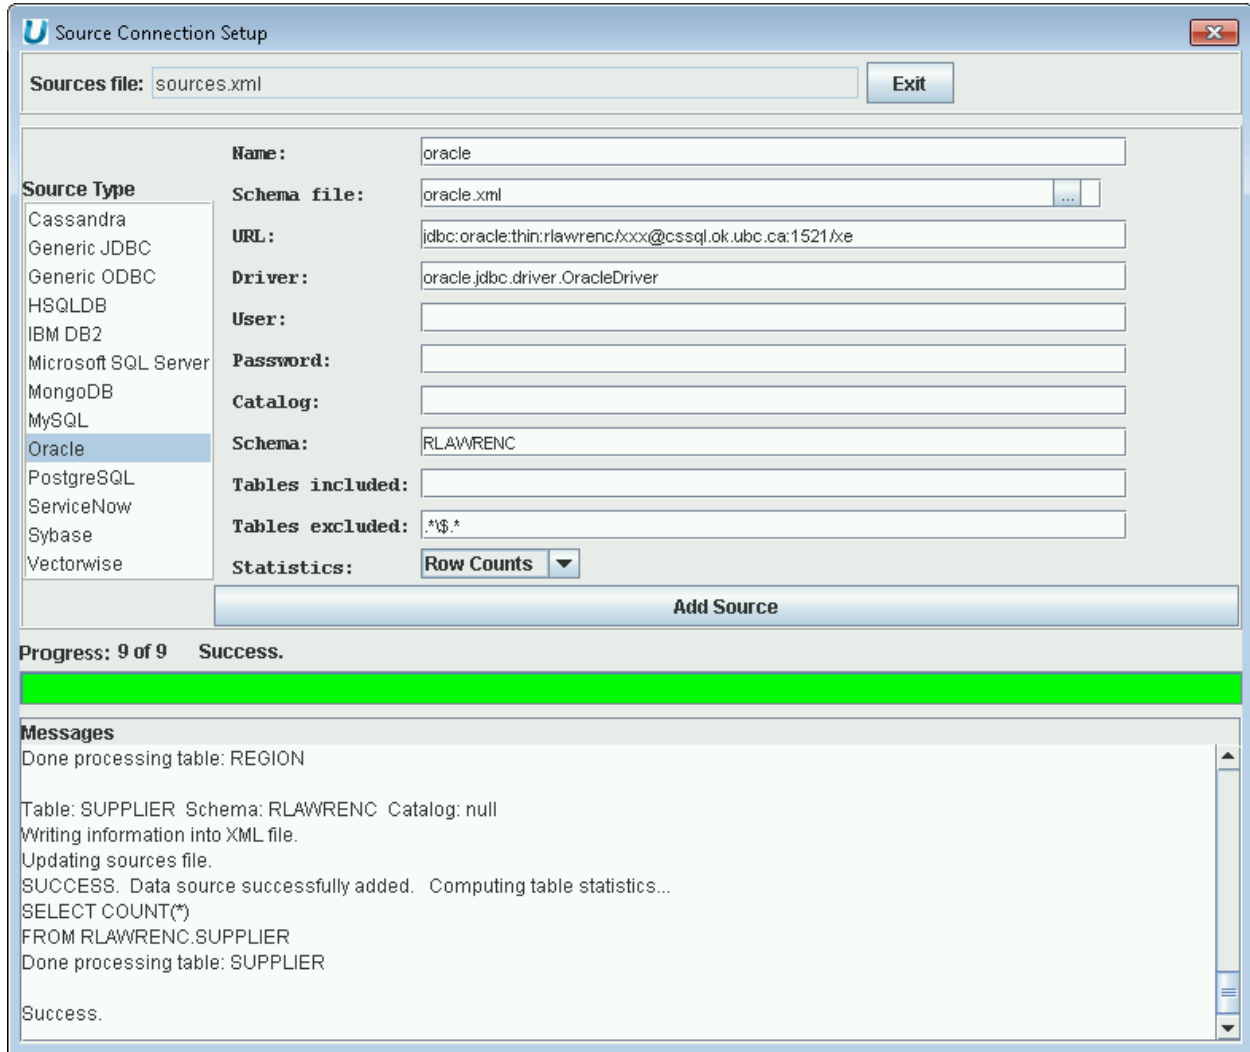 Source Connection Setup
Sources file: sources.xml Exit
Name: oracle
Source Type
Schema file: oracle.xml ...
Cassandra
URL: jdbc:oracle:thin:rlawrenc/xxx@cssql.ok.ubc.ca:1521/xe
Generic JDBC
Generic ODBC
Driver: oracle.jdbc.driver.OracleDriver
HSQLDB
User:
IBM DB2
Microsoft SQL Server
Password:
MongoDB
Catalog:
MySQL
Oracle
Schema: RLAWRENC
PostgreSQL
Tables included:
ServiceNow
Sybase
Tables excluded: .*\$.*
Vectorwise
Statistics: Row Counts
Add Source
Progress: 9 of 9 Success.
Messages
Done processing table: REGION
Table: SUPPLIER Schema: RLAWRENC Catalog: null
Writing information into XML file.
Updating sources file.
SUCCESS. Data source successfully added. Computing table statistics...
SELECT COUNT(*)
FROM RLAWRENC.SUPPLIER
Done processing table: SUPPLIER
Success.